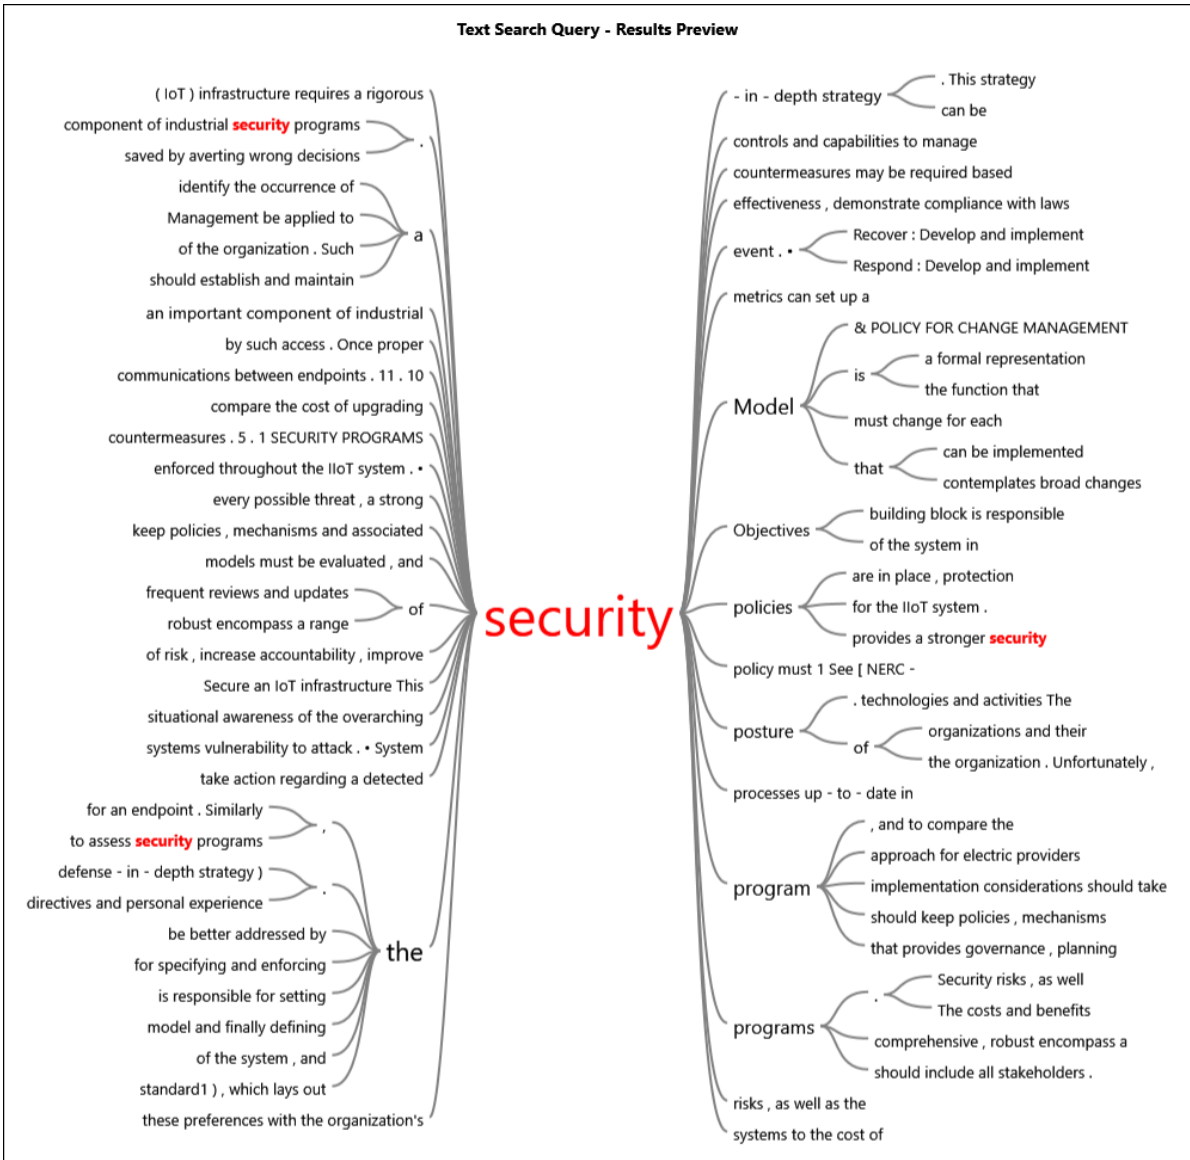 Text Search Query - Results Preview
( IoT ) infrastructure requires a rigorous
component of industrial security programs
saved by averting wrong decisions
.
identify the occurrence of
Management be applied to
of the organization . Such
should establish and maintain
a
an important component of industrial
by such access . Once proper
communications between endpoints . 11 . 10
compare the cost of upgrading
countermeasures . 5 . 1 SECURITY PROGRAMS
enforced throughout the IIoT system . •
every possible threat , a strong
keep policies , mechanisms and associated
models must be evaluated , and
frequent reviews and updates
robust encompass a range
of
of risk , increase accountability , improve
Secure an IoT infrastructure This
situational awareness of the overarching
systems vulnerability to attack . • System
take action regarding a detected
for an endpoint . Similarly
to assess security programs
,
defense - in - depth strategy )
directives and personal experience
.
be better addressed by
for specifying and enforcing
is responsible for setting
model and finally defining
of the system , and
standard1 ) , which lays out
the
these preferences with the organization's
security
- in - depth strategy
. This strategy
can be
controls and capabilities to manage
countermeasures may be required based
effectiveness , demonstrate compliance with laws
event . •
Recover : Develop and implement
Respond : Develop and implement
metrics can set up a
Model
& POLICY FOR CHANGE MANAGEMENT
is
a formal representation
the function that
must change for each
that
can be implemented
contemplates broad changes
Objectives
building block is responsible
of the system in
policies
are in place , protection
for the IIoT system .
provides a stronger security
policy must 1 See [ NERC -
posture
. technologies and activities The
of
organizations and their
the organization . Unfortunately ,
processes up - to - date in
program
, and to compare the
approach for electric providers
implementation considerations should take
should keep policies , mechanisms
that provides governance , planning
programs
.
Security risks , as well
The costs and benefits
comprehensive , robust encompass a
should include all stakeholders .
risks , as well as the
systems to the cost of